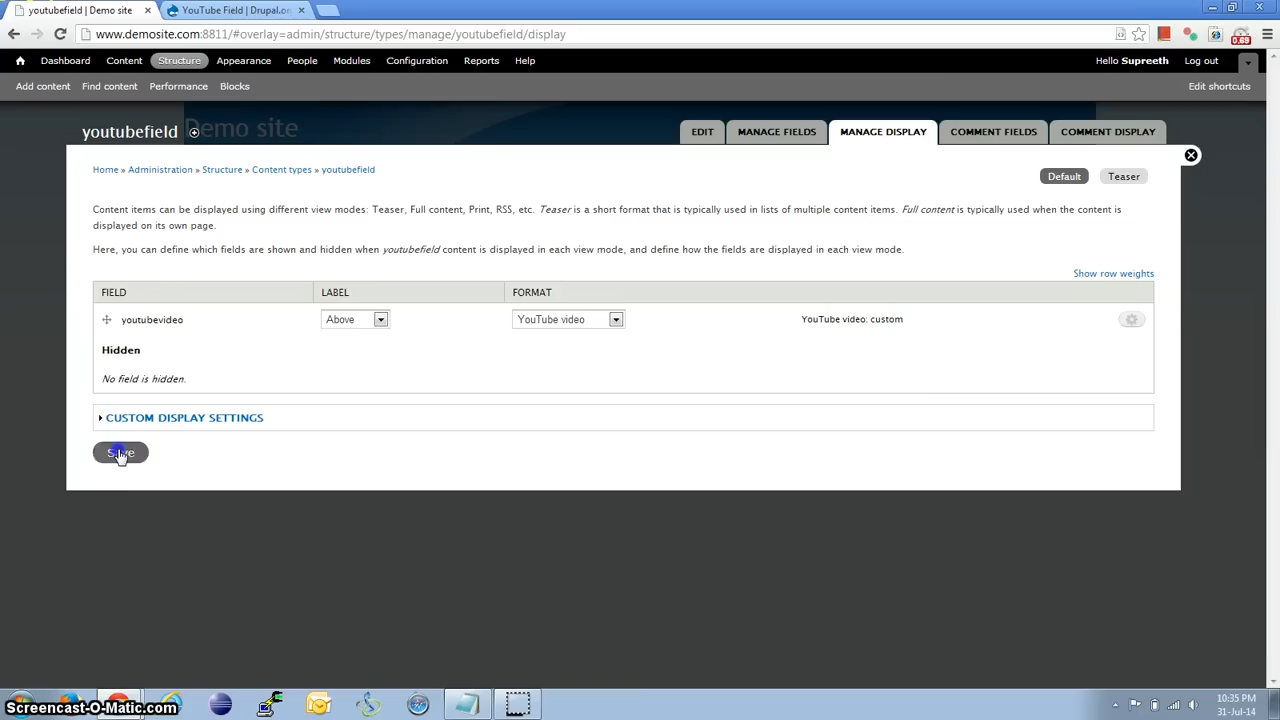 youtubefield | Demo site
YouTube Field | Drupal.or
www.demosite.com:8811/#overlay=admin/structure/types/manage/youtubefield/display
0.69
Dashboard Content Structure Appearance People Modules Configuration Reports Help
Hello Supreeth Log out
Add content Find content Performance Blocks
Edit shortcuts
youtubefield
Demo site
EDIT MANAGE FIELDS MANAGE DISPLAY COMMENT FIELDS COMMENT DISPLAY
Home » Administration » Structure » Content types » youtubefield
Default Teaser
Content items can be displayed using different view modes: Teaser, Full content, Print, RSS, etc. Teaser is a short format that is typically used in lists of multiple content items. Full content is typically used when the content is
displayed on its own page.
Here, you can define which fields are shown and hidden when youtubefield content is displayed in each view mode, and define how the fields are displayed in each view mode.
Show row weights
FIELD LABEL FORMAT
youtubevideo Above YouTube video YouTube video: custom
Hidden
No field is hidden.
CUSTOM DISPLAY SETTINGS
Save
Screencast-O-Matic.com
10:35 PM
31-Jul-14